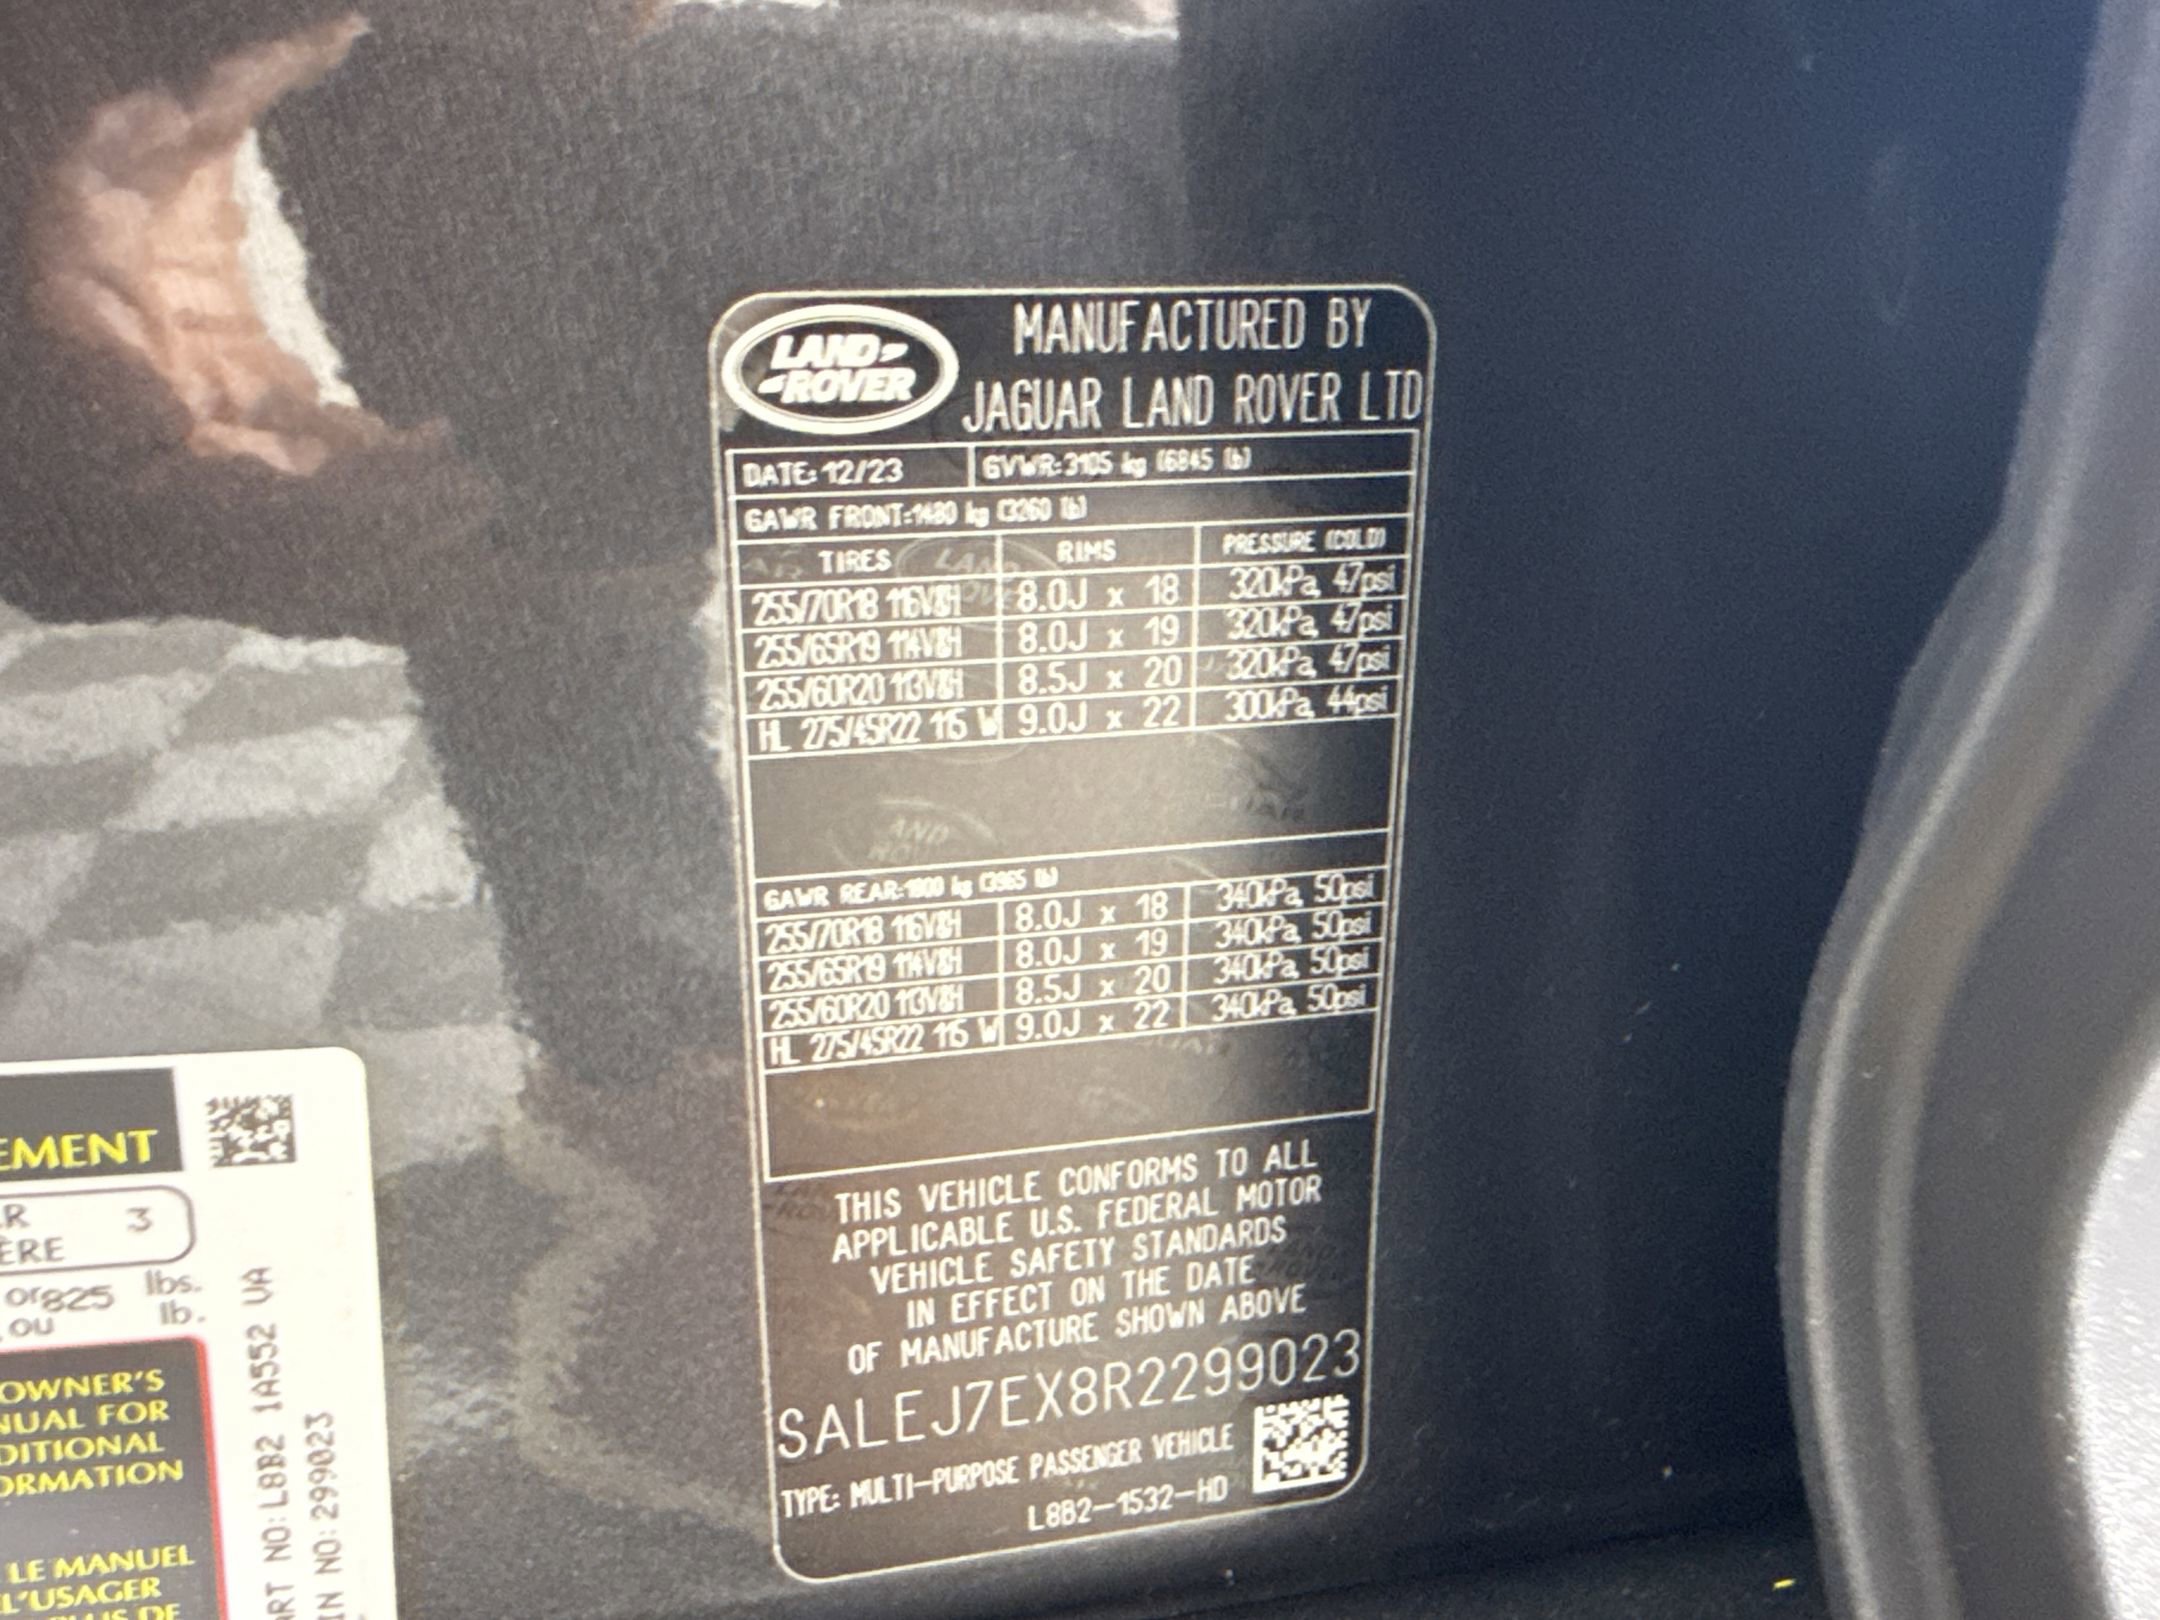 LAND-
-ROVER
MANUFACTURED BY
JAGUAR LAND ROVER LTD
DATE: 12/23 GVWR:3105 kg (6845 lb)
GAWR FRONT:1480 kg (3260 lb)
TIRES RIMS PRESSURE (COLD)
255/70R18 116V&H 8.0J x 18 320kPa, 47psi
255/65R19 114V&H 8.0J x 19 320kPa, 47psi
255/60R20 113V&H 8.5J x 20 320kPa, 47psi
HL 275/45R22 115 W 9.0J x 22 300kPa, 44psi
GAWR REAR:1800 kg (3965 lb)
255/70R18 116V&H 8.0J x 18 340kPa, 50psi
255/65R19 114V&H 8.0J x 19 340kPa, 50psi
255/60R20 113V&H 8.5J x 20 340kPa, 50psi
HL 275/45R22 115 W 9.0J x 22 340kPa, 50psi
THIS VEHICLE CONFORMS TO ALL
APPLICABLE U.S. FEDERAL MOTOR
VEHICLE SAFETY STANDARDS
IN EFFECT ON THE DATE
OF MANUFACTURE SHOWN ABOVE
SALEJ7EX8R2299023
TYPE: MULTI-PURPOSE PASSENGER VEHICLE
L8B2-1532-HD
EMENT
R 3
ÈRE
or 825 lbs.
ou lb.
OWNER'S
NUAL FOR
DITIONAL
ORMATION
LE MANUEL
L'USAGER
PLUS DE
ART NO:L8B2 1A552 VA
IN NO:299023